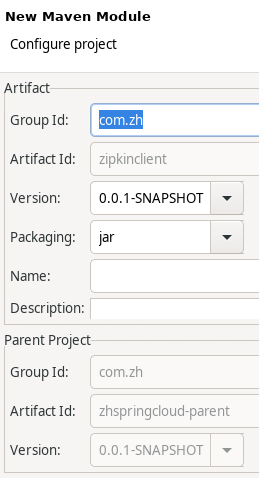 New Maven Module
Configure project
Artifact
Group Id: com.zh
Artifact Id: zipkinclient
Version: 0.0.1-SNAPSHOT
Packaging: jar
Name:
Description:
Parent Project
Group Id: com.zh
Artifact Id: zhspringcloud-parent
Version: 0.0.1-SNAPSHOT